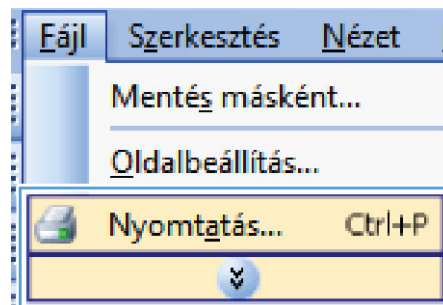 Fájl Szerkesztés Nézet
Mentés másként...
Oldalbeállítás...
Nyomtatás... Ctrl+P